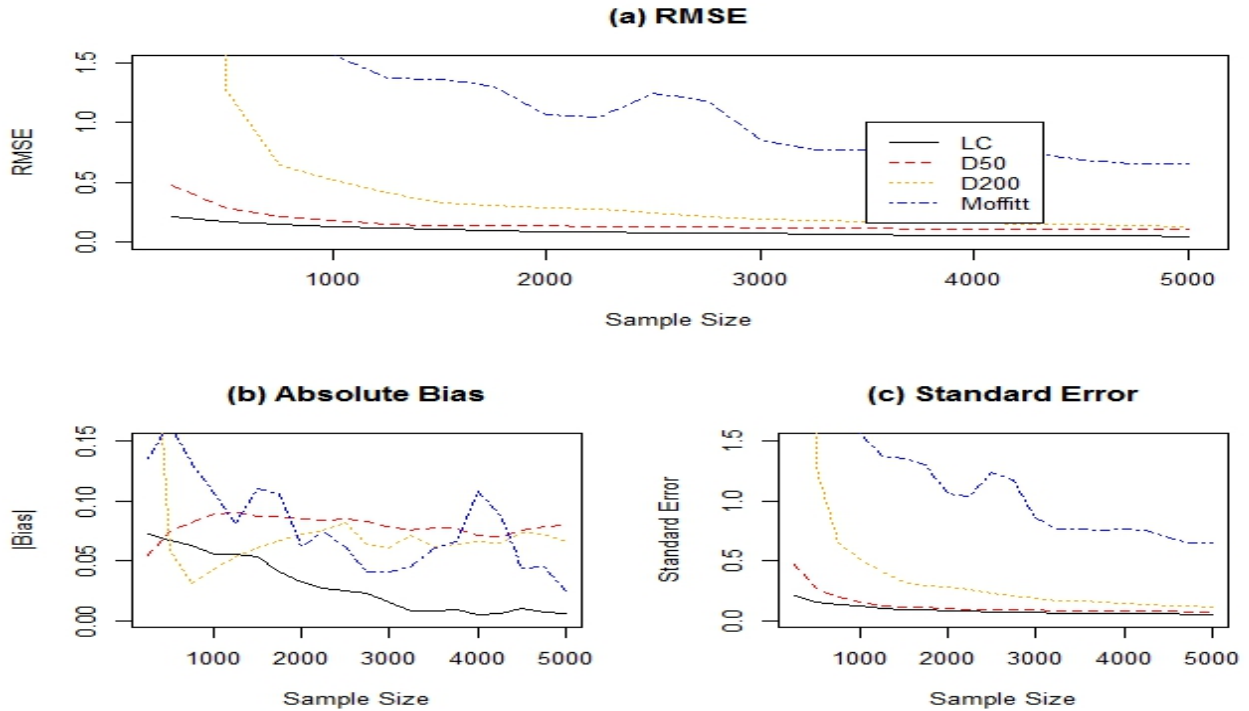 (a) RMSE
RMSE
0.0 0.5 1.0 1.5
LC
D50
D200
Moffitt
1000 2000 3000 4000 5000
Sample Size
(b) Absolute Bias
|Bias|
0.00 0.05 0.10 0.15
1000 2000 3000 4000 5000
Sample Size
(c) Standard Error
Standard Error
0.0 0.5 1.0 1.5
1000 2000 3000 4000 5000
Sample Size